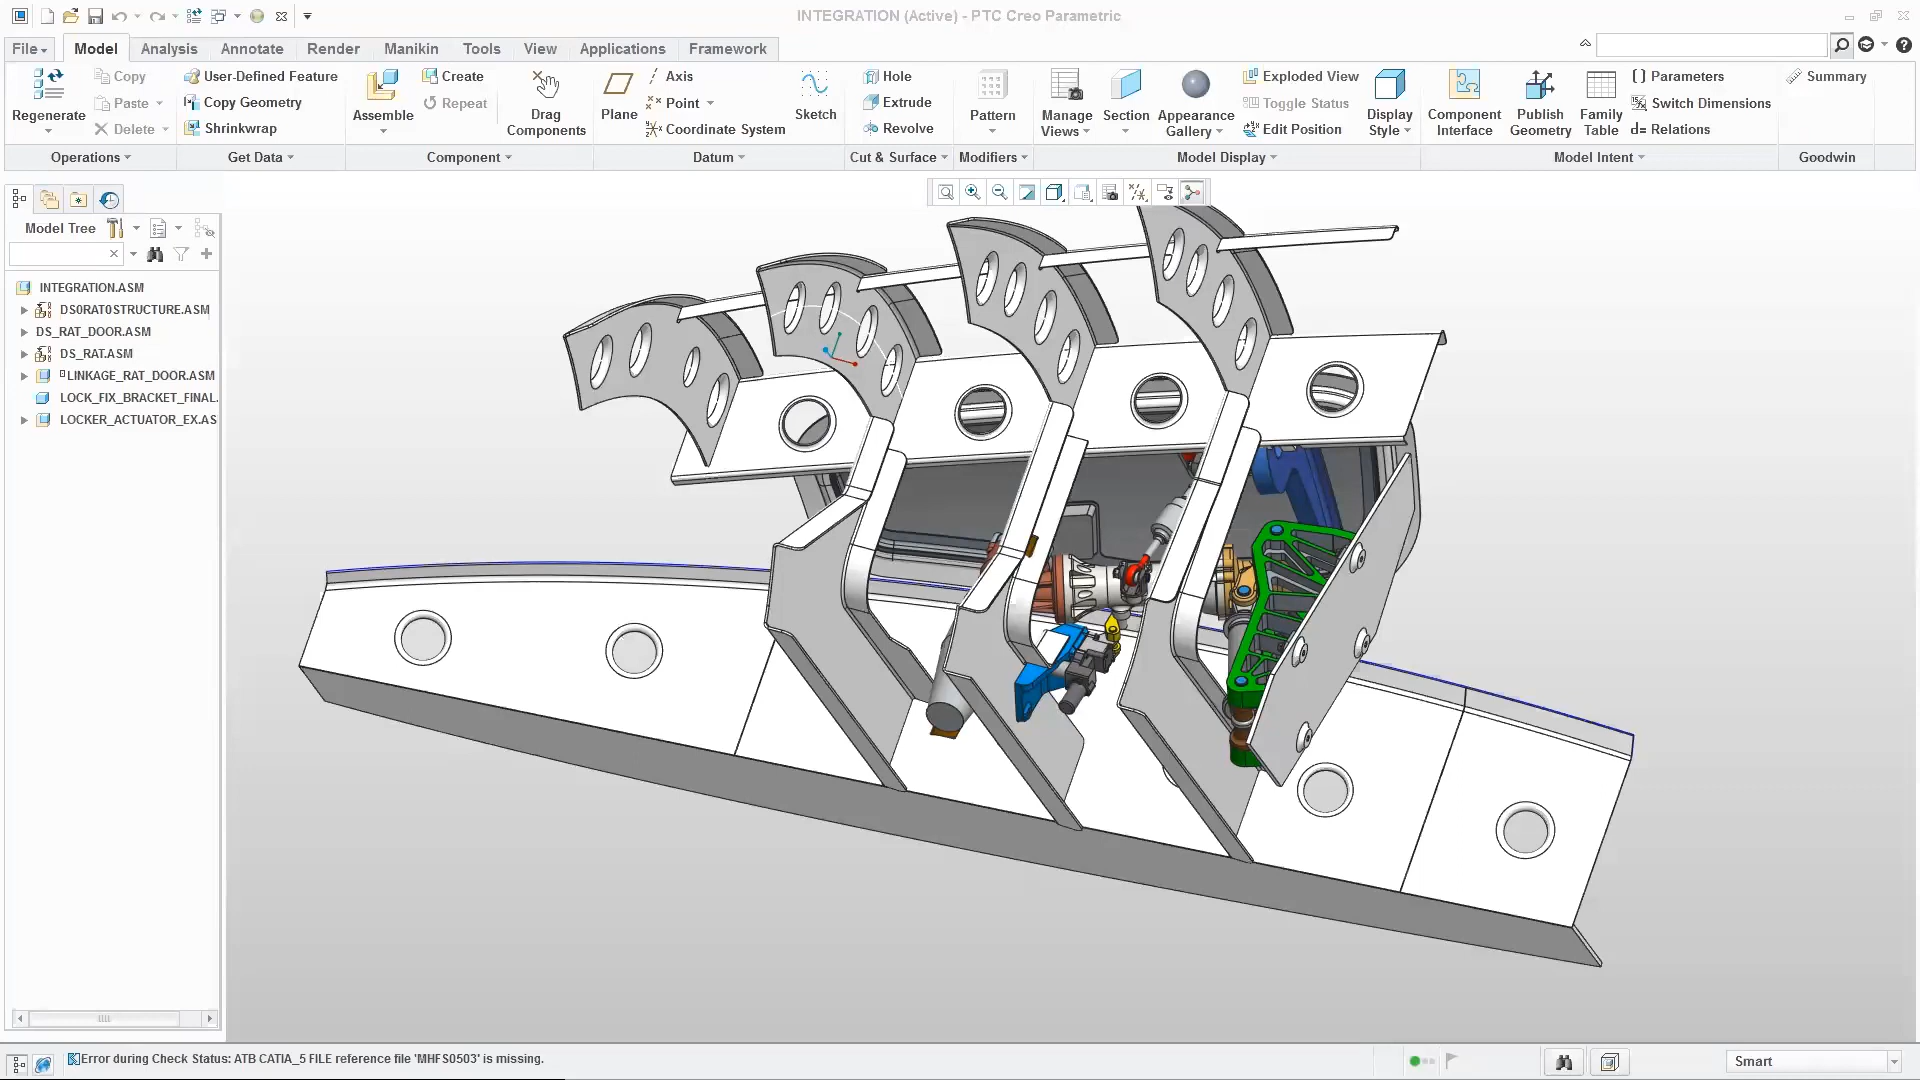 INTEGRATION (Active) - PTC Creo Parametric
File Model Analysis Annotate Render Manikin Tools View Applications Framework
Regenerate
Copy
Paste
Delete
User-Defined Feature
Copy Geometry
Shrinkwrap
Assemble
Create
Repeat
Drag
Components
Plane
Axis
Point
Coordinate System
Sketch
Hole
Extrude
Revolve
Pattern
Manage
Views
Section
Appearance
Gallery
Exploded View
Toggle Status
Edit Position
Display
Style
Component
Interface
Publish
Geometry
Family
Table
[ ] Parameters
Switch Dimensions
d= Relations
Summary
Operations Get Data Component Datum Cut & Surface Modifiers Model Display Model Intent Goodwin
Model Tree
INTEGRATION.ASM
DS0RAT0STRUCTURE.ASM
DS_RAT_DOOR.ASM
DS_RAT.ASM
LINKAGE_RAT_DOOR.ASM
LOCK_FIX_BRACKET_FINAL.
LOCKER_ACTUATOR_EX.AS
Error during Check Status: ATB CATIA_5 FILE reference file 'MHFS0503' is missing.
Smart